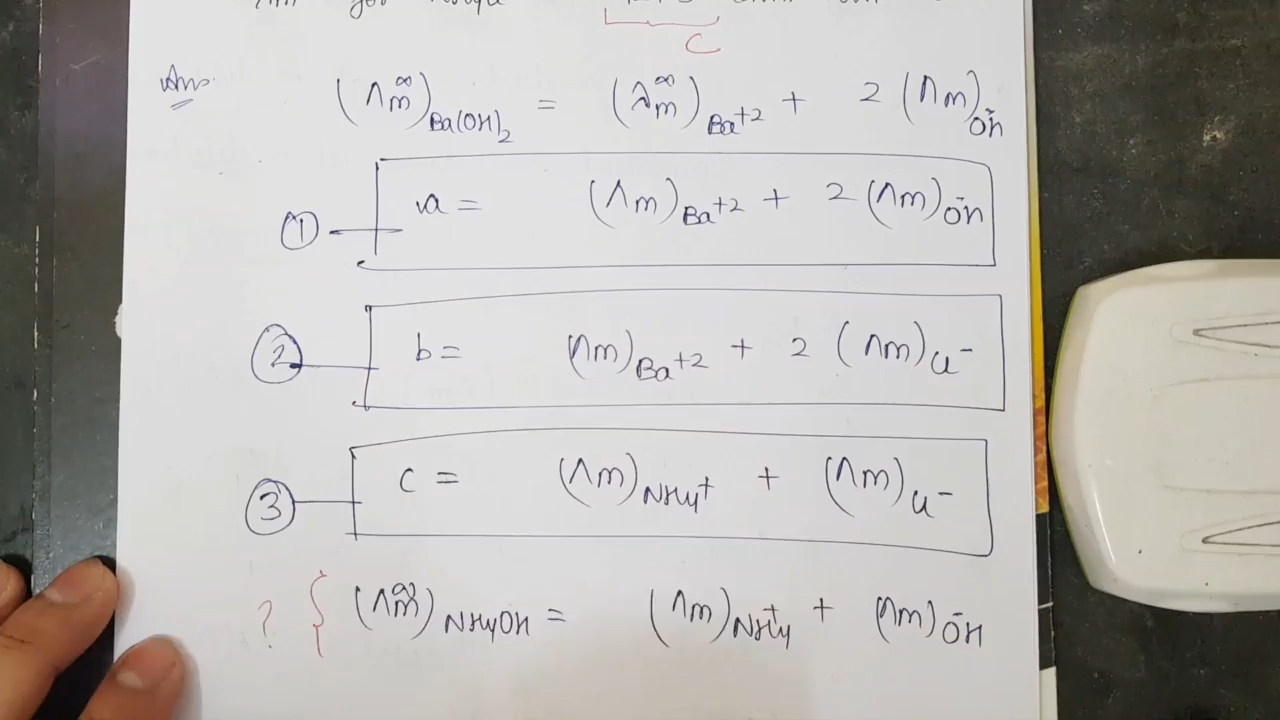 C
Ans
(Λm^∞)Ba(OH)2 = (λm^∞)Ba+2 + 2 (Λm)OH-
① a = (Λm)Ba+2 + 2 (Λm)OH-
② b = (Λm)Ba+2 + 2 (Λm)Cl-
③ c = (Λm)NH4+ + (Λm)Cl-
? { (Λm^∞)NH4OH = (Λm)NH4+ + (Λm)OH-